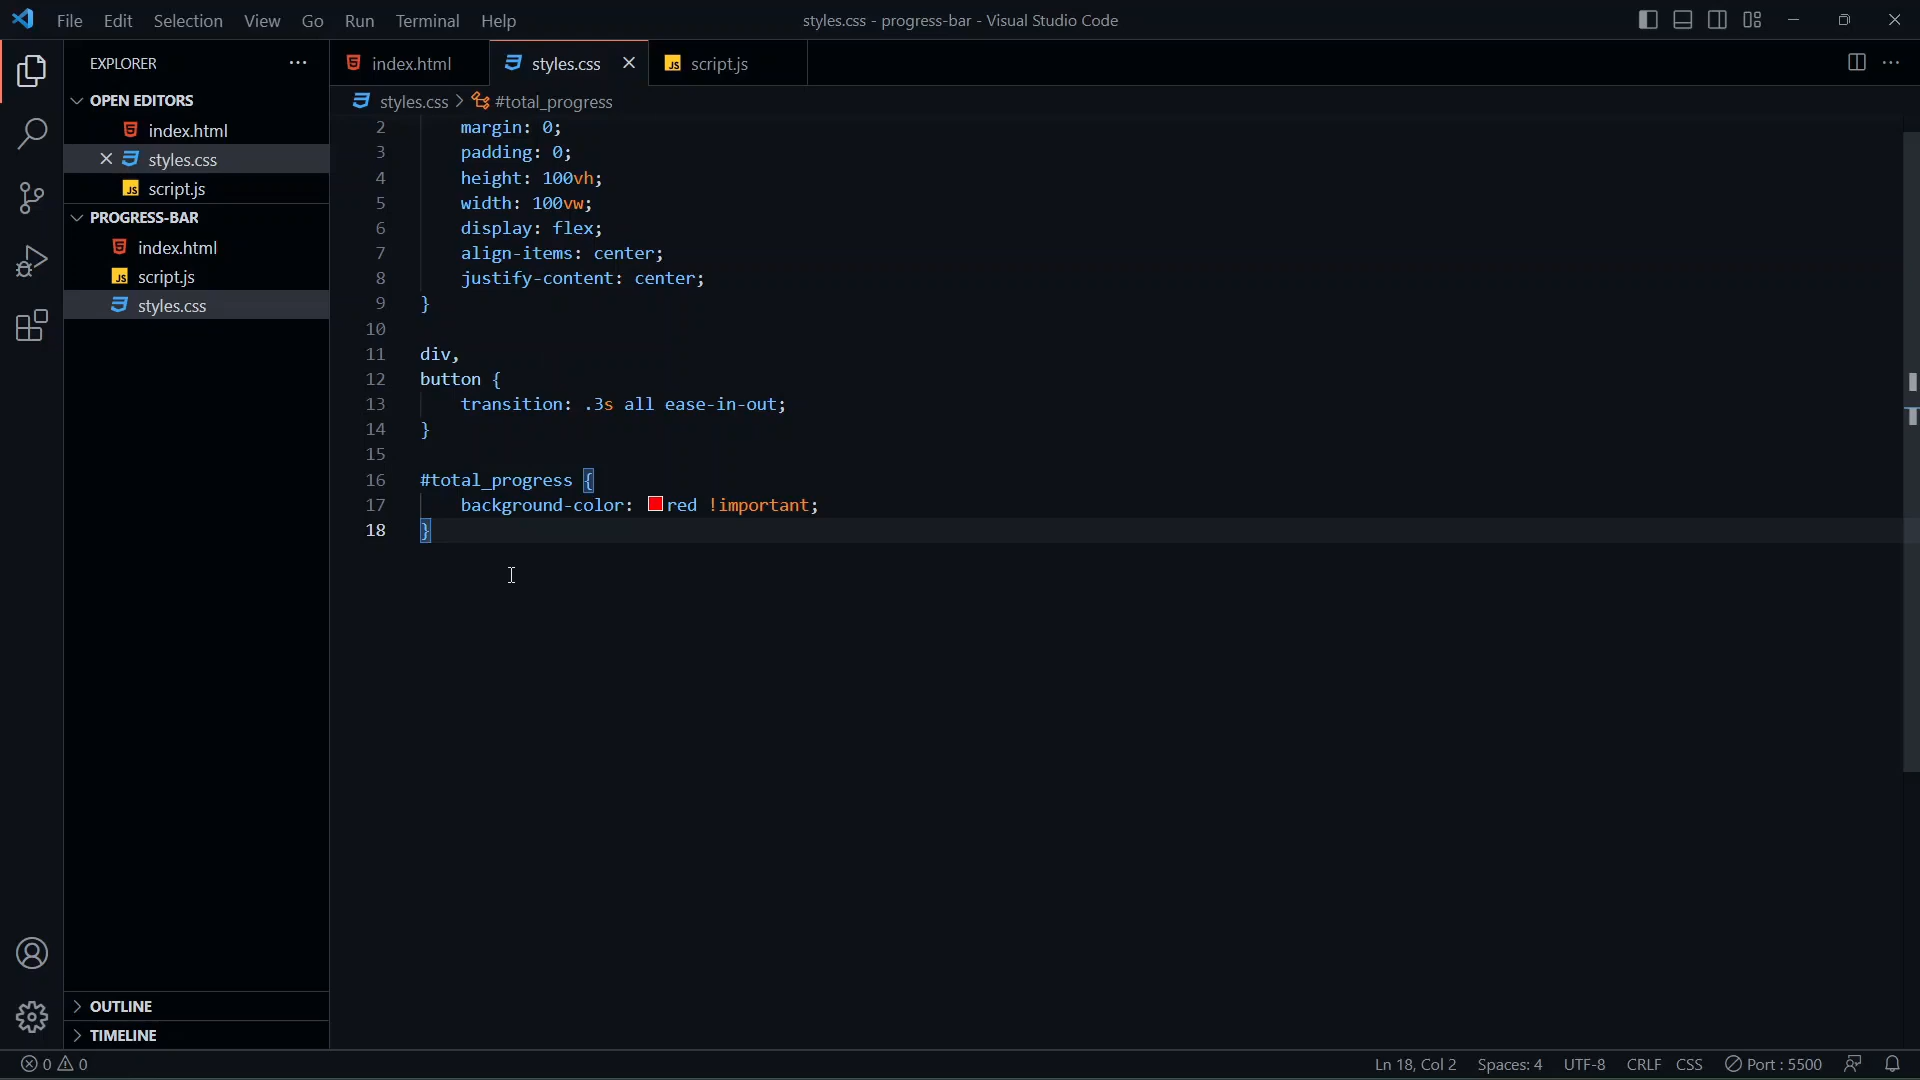 File Edit Selection View Go Run Terminal Help
styles.css - progress-bar - Visual Studio Code
EXPLORER
OPEN EDITORS
index.html
styles.css
script.js
PROGRESS-BAR
index.html
script.js
styles.css
OUTLINE
TIMELINE
index.html styles.css script.js
styles.css > #total_progress
2 margin: 0;
3 padding: 0;
4 height: 100vh;
5 width: 100vw;
6 display: flex;
7 align-items: center;
8 justify-content: center;
9 }
10
11 div,
12 button {
13 transition: .3s all ease-in-out;
14 }
15
16 #total_progress {
17 background-color: red !important;
18 }
0 0
Ln 18, Col 2 Spaces: 4 UTF-8 CRLF CSS Port : 5500